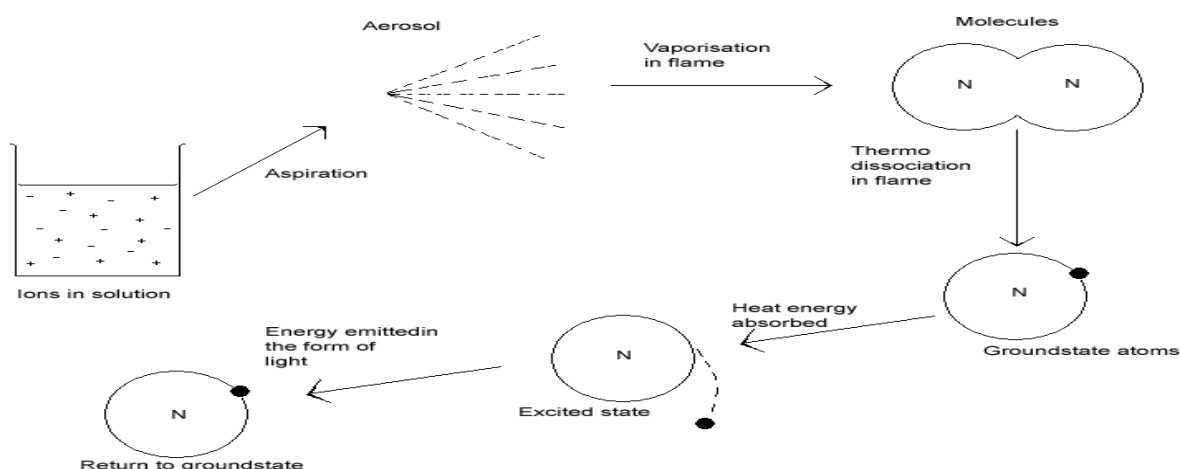 Aerosol
Vaporisation
in flame
Molecules
N N
Thermo
dissociation
in flame
Aspiration
Ions in solution
N
Groundstate atoms
Heat energy
absorbed
N
Excited state
Energy emittedin
the form of
light
N
Return to groundstate